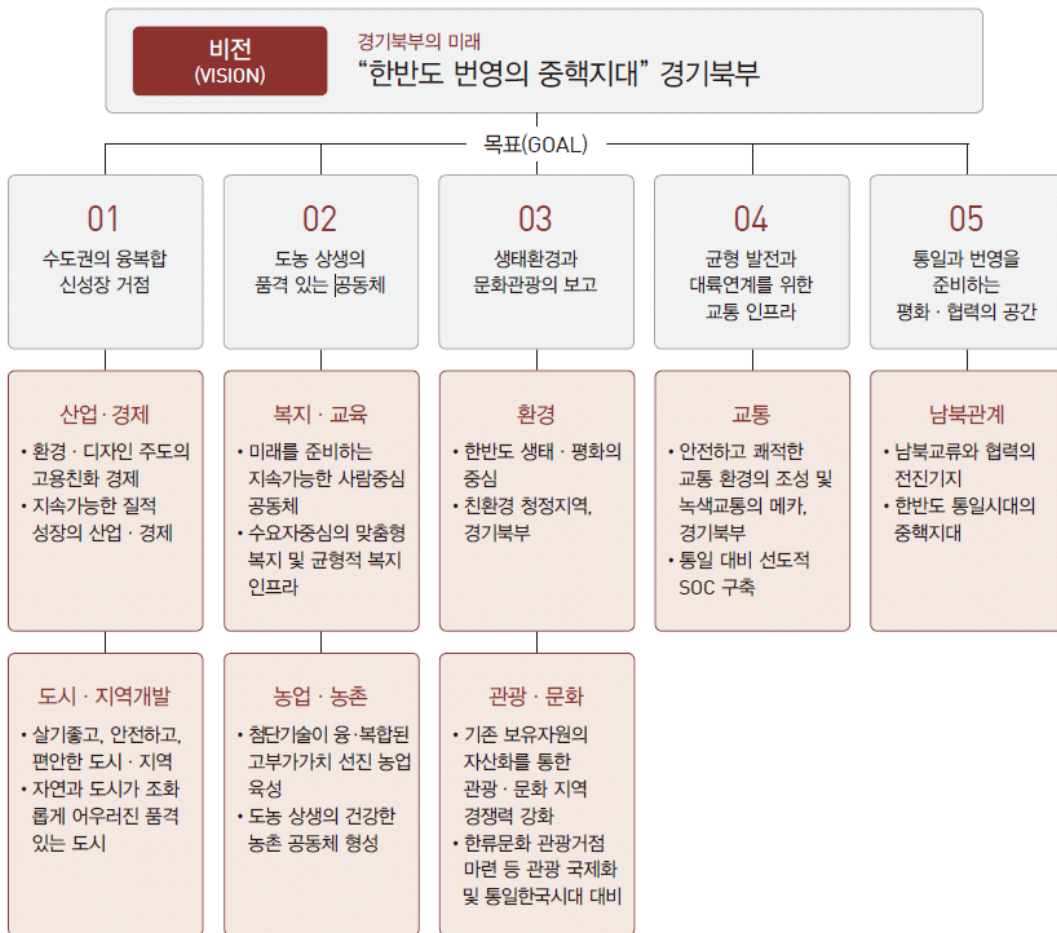 비전
(VISION)
경기북부의 미래
“한반도 번영의 중핵지대” 경기북부
목표(GOAL)
01
수도권의 융복합
신성장 거점
02
도농 상생의
품격 있는 공동체
03
생태환경과
문화관광의 보고
04
균형 발전과
대륙연계를 위한
교통 인프라
05
통일과 번영을
준비하는
평화 · 협력의 공간
산업 · 경제
• 환경 · 디자인 주도의
고용친화 경제
• 지속가능한 질적
성장의 산업 · 경제
복지 · 교육
• 미래를 준비하는
지속가능한 사람중심
공동체
• 수요자중심의 맞춤형
복지 및 균형적 복지
인프라
환경
• 한반도 생태 · 평화의
중심
• 친환경 청정지역,
경기북부
교통
• 안전하고 쾌적한
교통 환경의 조성 및
녹색교통의 메카,
경기북부
• 통일 대비 선도적
SOC 구축
남북관계
• 남북교류와 협력의
전진기지
• 한반도 통일시대의
중핵지대
도시 · 지역개발
• 살기좋고, 안전하고,
편안한 도시 · 지역
• 자연과 도시가 조화
롭게 어우러진 품격
있는 도시
농업 · 농촌
• 첨단기술이 융·복합된
고부가가치 선진 농업
육성
• 도농 상생의 건강한
농촌 공동체 형성
관광 · 문화
• 기존 보유자원의
자산화를 통한
관광 · 문화 지역
경쟁력 강화
• 한류문화 관광거점
마련 등 관광 국제화
및 통일한국시대 대비